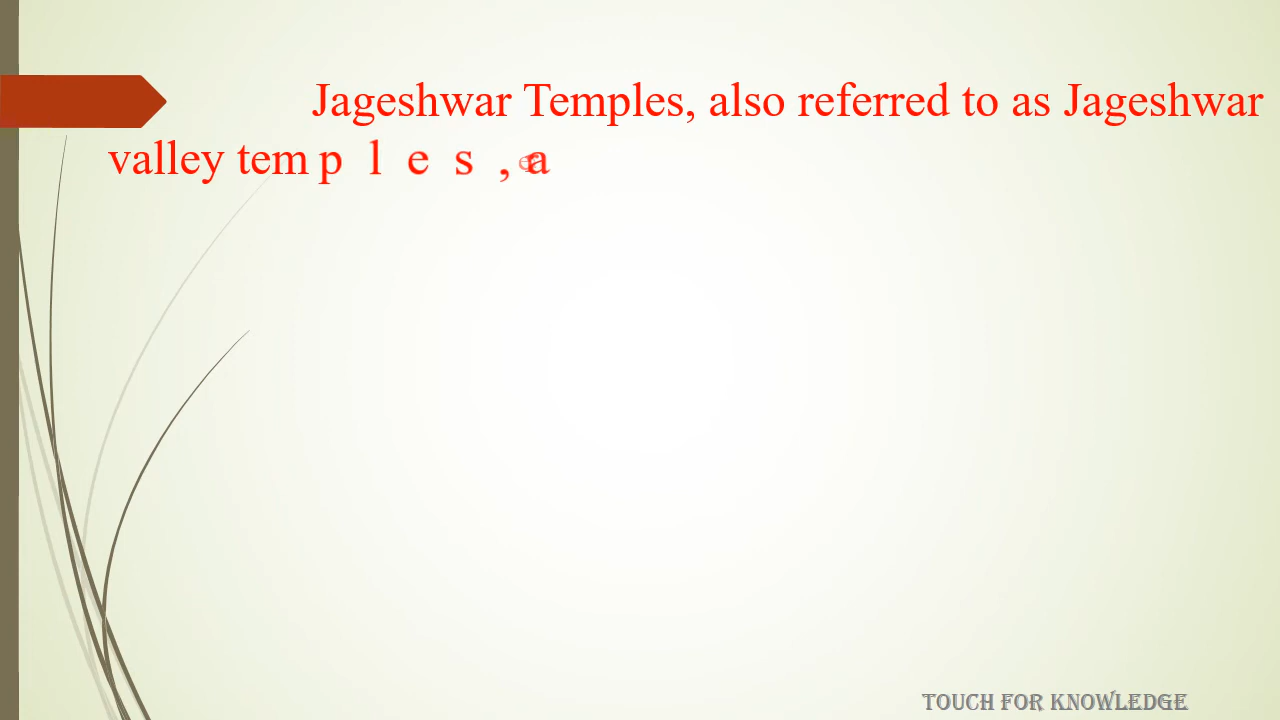 Jageshwar Temples, also referred to as Jageshwar
valley temples, a
TOUCH FOR KNOWLEDGE